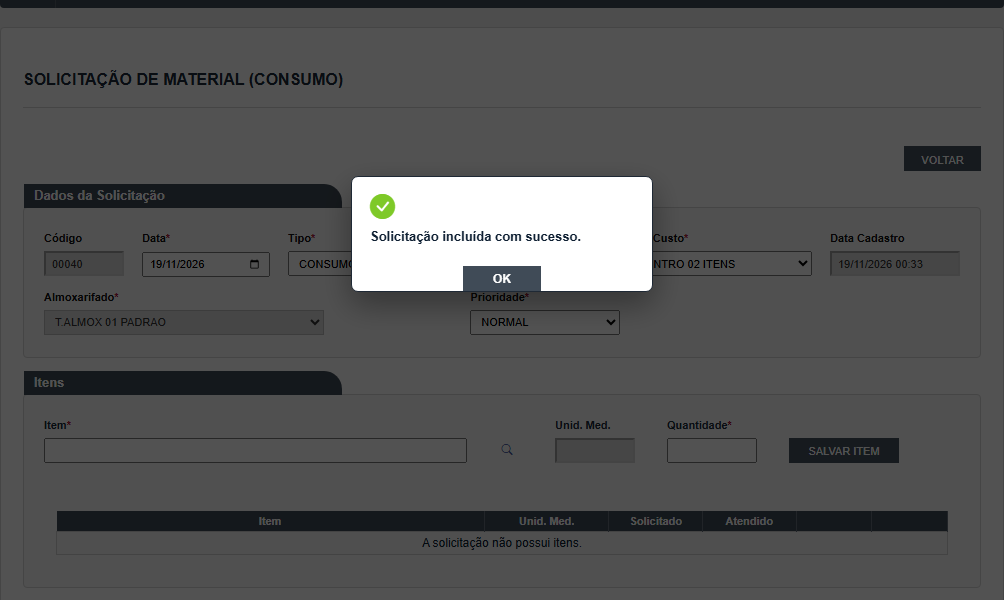 SOLICITAÇÃO DE MATERIAL (CONSUMO)
VOLTAR
Dados da Solicitação
Código
Data*
Tipo*
Custo*
Data Cadastro
00040
19/11/2026
CONSUMO
NTRO 02 ITENS
19/11/2026 00:33
Solicitação incluída com sucesso.
OK
Almoxarifado*
Prioridade*
T.ALMOX 01 PADRAO
NORMAL
Itens
Item*
Unid. Med.
Quantidade*
SALVAR ITEM
Item
Unid. Med.
Solicitado
Atendido
A solicitação não possui itens.